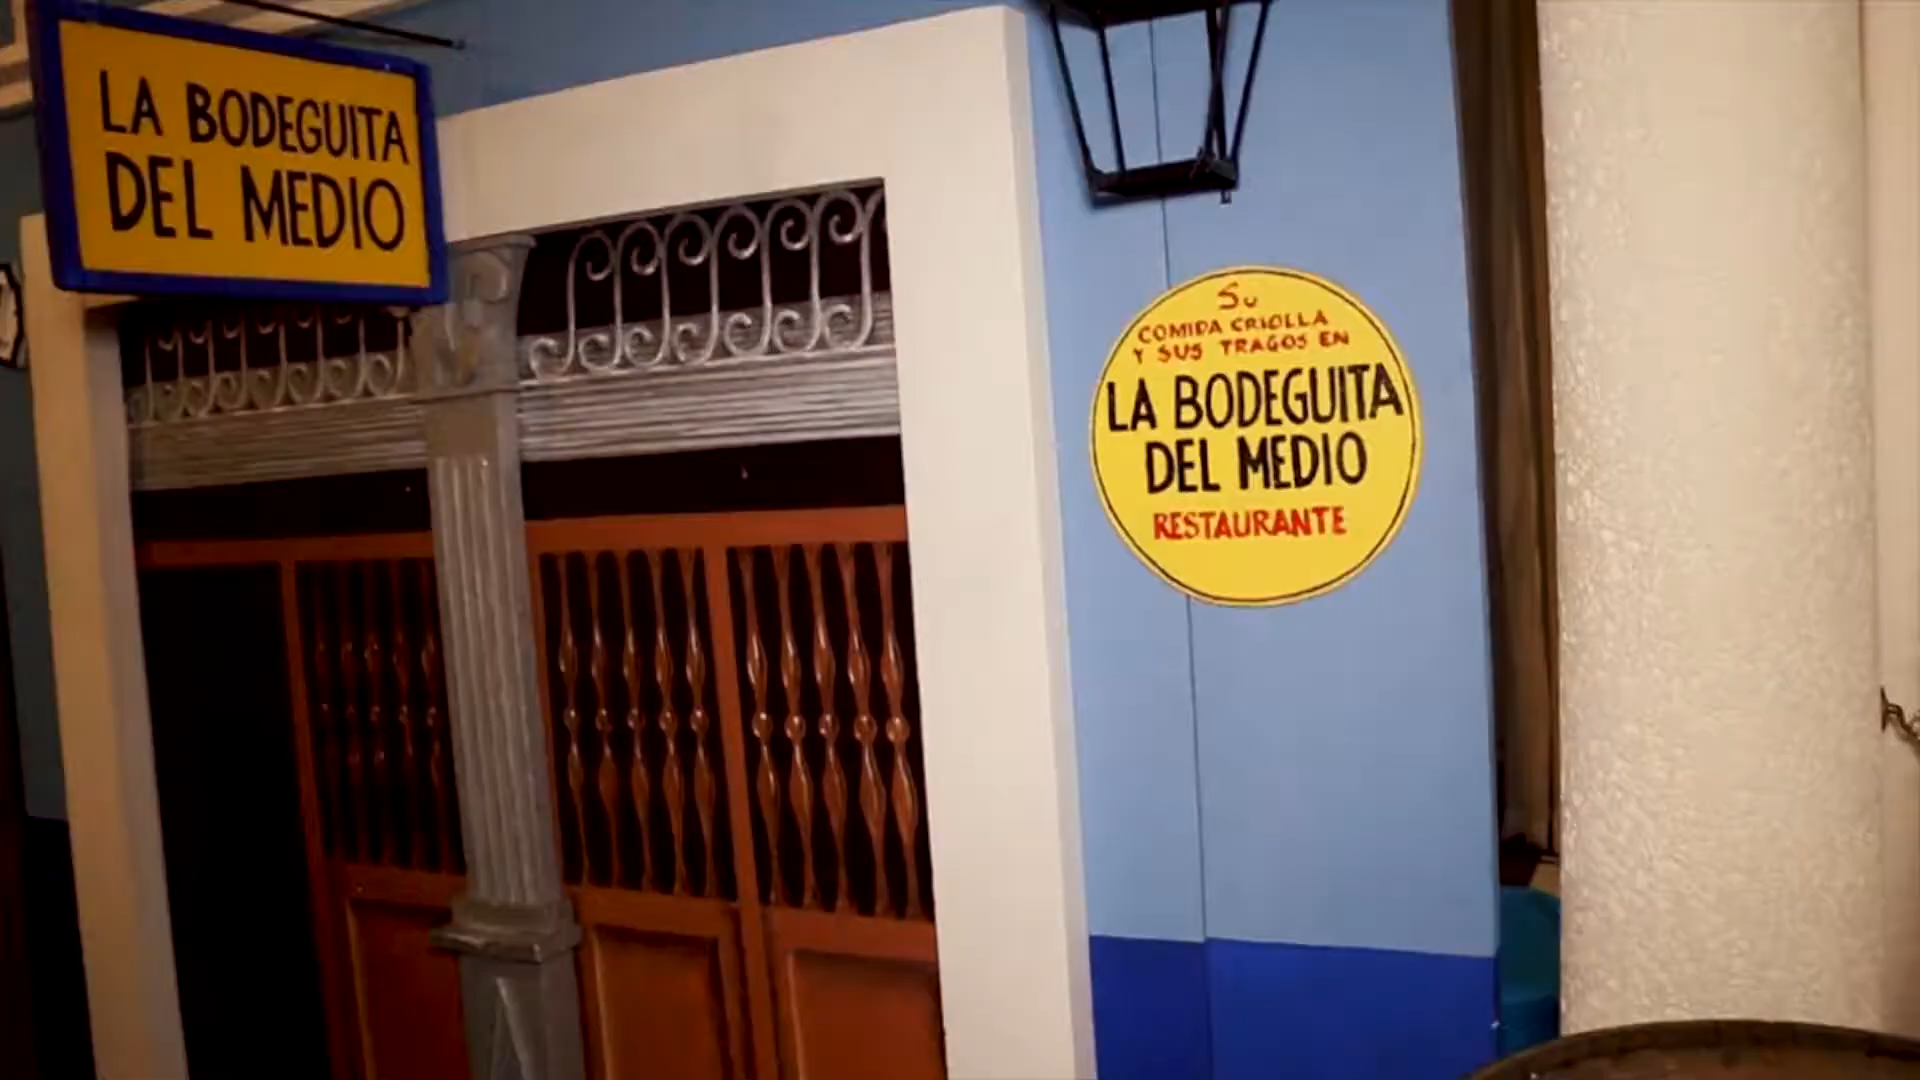 LA BODEGUITA
DEL MEDIO
Su
COMIDA CRIOLLA
Y SUS TRAGOS EN
LA BODEGUITA
DEL MEDIO
RESTAURANTE